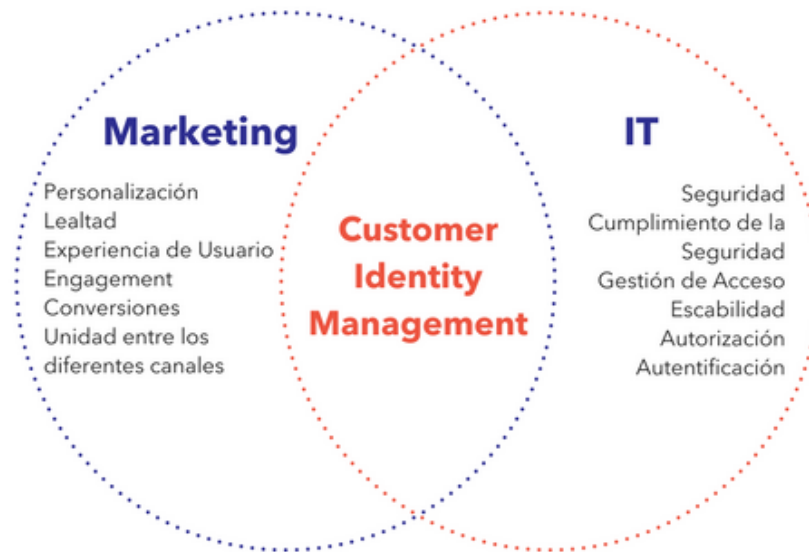 Marketing
Personalización
Lealtad
Experiencia de Usuario
Engagement
Conversiones
Unidad entre los
diferentes canales
Customer
Identity
Management
IT
Seguridad
Cumplimiento de la
Seguridad
Gestión de Acceso
Escabilidad
Autorización
Autentificación